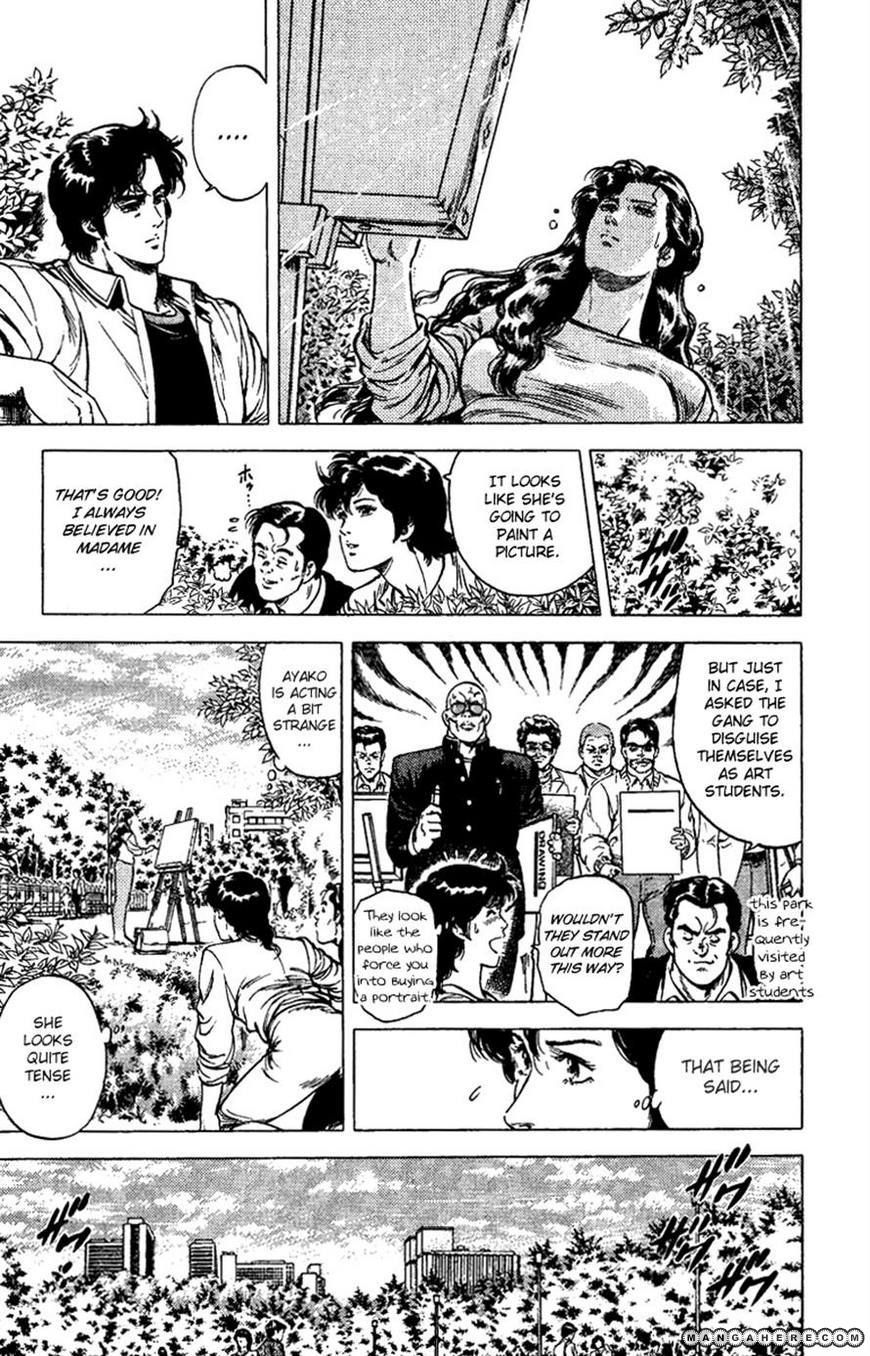 ....
IT LOOKS
LIKE SHE'S
GOING TO
PAINT A
PICTURE.
ホッ
THAT'S GOOD!
I ALWAYS
BELIEVED IN
MADAME
...
BUT JUST
IN CASE, I
ASKED THE
GANG TO
DISGUISE
THEMSELVES
AS ART
STUDENTS.
DRAWING
this park
is fre-
quently
visited
By art
students
WOULDN'T
THEY STAND
OUT MORE
THIS WAY?
They look
like the
people who
force you
into Buying
a portrait
AYAKO
IS ACTING
A BIT
STRANGE
...
SHE
LOOKS
QUITE
TENSE
...
THAT BEING
SAID...
MANGAHERE.COM